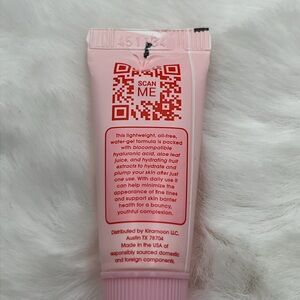 SCAN
ME
This lightweight, oil-free,
water-gel formula is packed
with biocompatible
hyaluronic acid, aloe leaf
juice, and hydrating fruit
extracts to hydrate and
plump your skin after just
one use. With daily use it
can help minimize the
appearance of fine lines
and support skin barrier
health for a bouncy,
youthful complexion.
Distributed by Kiramoon LLC.
Austin TX 78704
Made in the USA of
responsibly sourced domestic
and foreign components.